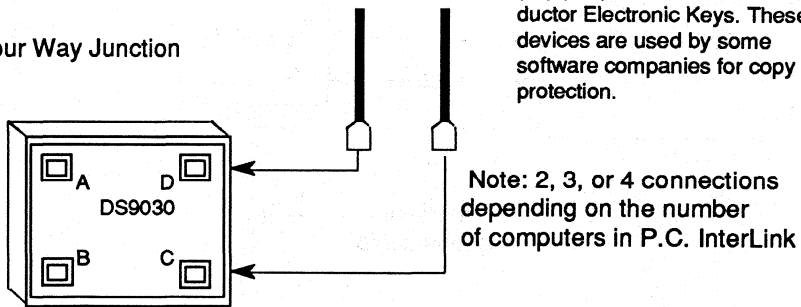 ductor Electronic Keys. These
devices are used by some
software companies for copy
protection.
Way Junction
A
D
DS9030
B
C
Note: 2, 3, or 4 connections
depending on the number
of computers in P.C. InterLink